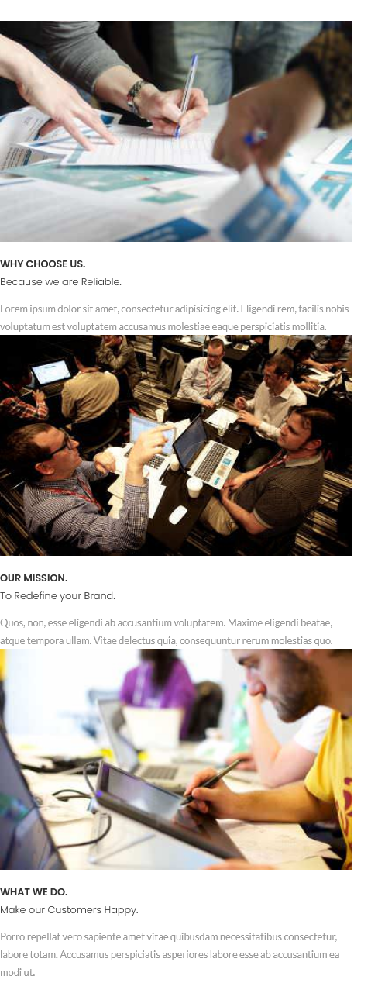 WHY CHOOSE US.
Because we are Reliable.
Lorem ipsum dolor sit amet, consectetur adipisicing elit. Eligendi rem, facilis nobis
voluptatum est voluptatem accusamus molestiae eaque perspiciatis mollitia.
OUR MISSION.
To Redefine your Brand.
Quos, non, esse eligendi ab accusantium voluptatem. Maxime eligendi beatae,
atque tempora ullam. Vitae delectus quia, consequuntur rerum molestias quo.
WHAT WE DO.
Make our Customers Happy.
Porro repellat vero sapiente amet vitae quibusdam necessitatibus consectetur,
labore totam. Accusamus perspiciatis asperiores labore esse ab accusantium ea
modi ut.